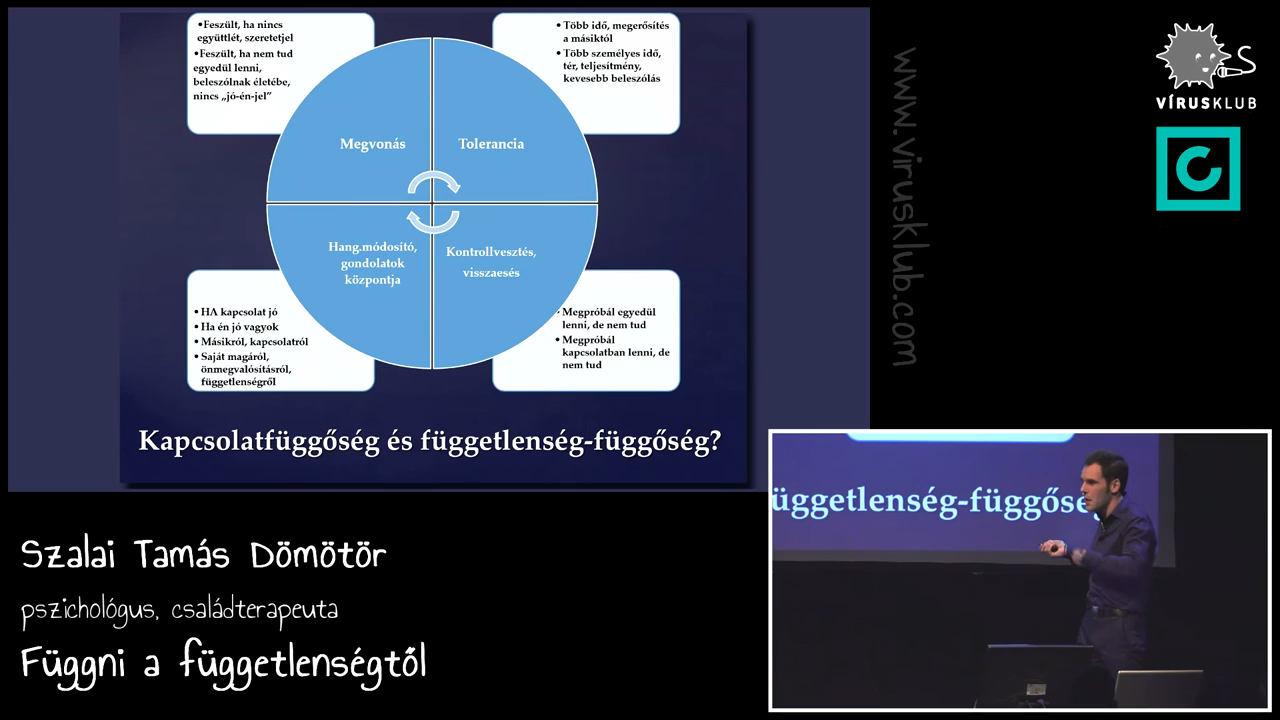 •Feszült, ha nincs
együttlét, szeretetjel
•Feszült, ha nem tud
egyedül lenni,
beleszólnak életébe,
nincs „jó-én-jel”
• Több idő, megerősítés
a másiktól
• Több személyes idő,
tér, teljesítmény,
kevesebb beleszólás
Megvonás
Tolerancia
Hang.módosító,
gondolatok
központja
Kontrollvesztés,
visszaesés
• HA kapcsolat jó
• Ha én jó vagyok
• Másikról, kapcsolatról
• Saját magáról,
önmegvalósításról,
függetlenségről
• Megpróbál egyedül
lenni, de nem tud
• Megpróbál
kapcsolatban lenni, de
nem tud
Kapcsolatfüggőség és függetlenség-függőség?
www.virusklub.com
VÍRUSKLUB
üggetlenség-függősé
Szalai Tamás Dömötör
pszichológus, családterapeuta
Függni a függetlenségtől